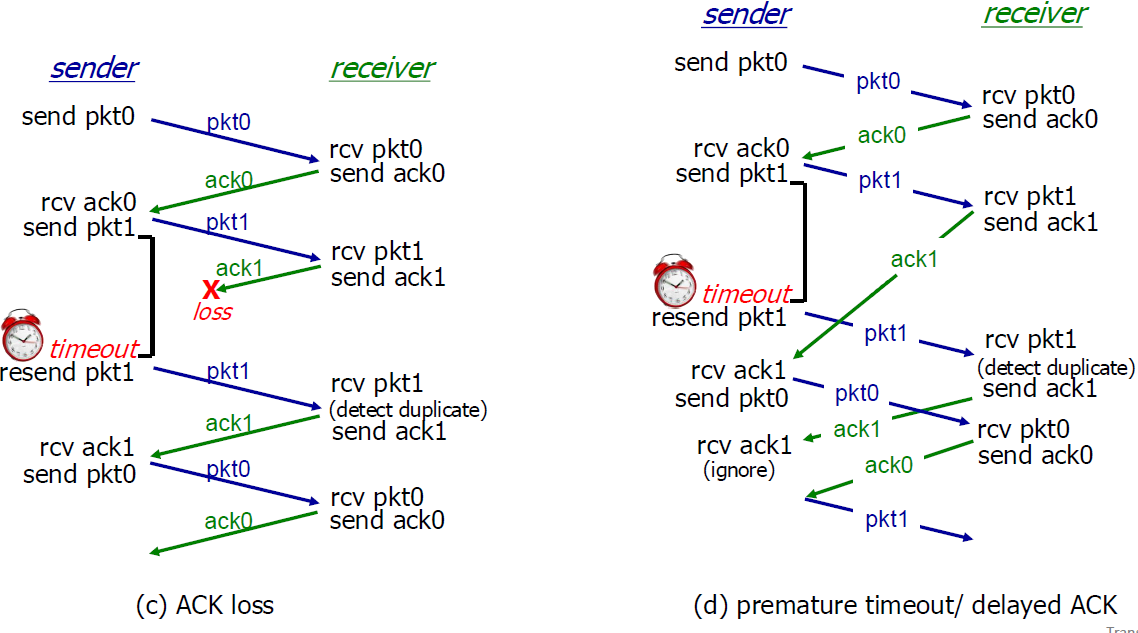 sender
receiver
send pkt0
pkt0
rcv pkt0
send ack0
ack0
rcv ack0
send pkt1
pkt1
rcv pkt1
send ack1
ack1
X
loss
timeout
resend pkt1
pkt1
rcv pkt1
(detect duplicate)
send ack1
ack1
rcv ack1
send pkt0
pkt0
rcv pkt0
send ack0
ack0
(c) ACK loss
sender
receiver
send pkt0
pkt0
rcv pkt0
send ack0
ack0
rcv ack0
send pkt1
pkt1
rcv pkt1
send ack1
ack1
timeout
resend pkt1
pkt1
rcv pkt1
(detect duplicate)
send ack1
rcv ack1
send pkt0
pkt0
ack1
rcv pkt0
send ack0
rcv ack1
(ignore)
ack0
pkt1
(d) premature timeout/ delayed ACK